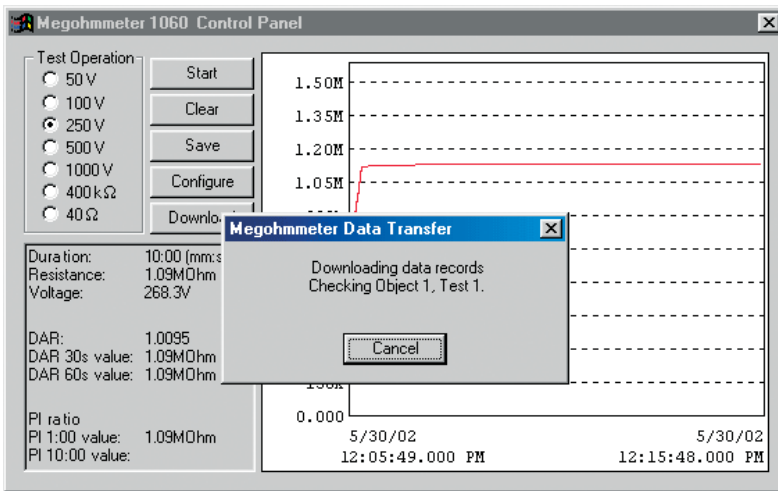 Megohmmeter 1060 Control Panel
Test Operation
50 V
100 V
250 V
500 V
1000 V
400 kΩ
40 Ω
Start
Clear
Save
Configure
Duration: 10:00
Resistance: 1.09MOhm
Voltage: 268.3V
DAR: 1.0095
DAR 30s value: 1.09MOhm
DAR 60s value: 1.09MOhm
PI ratio
PI 1:00 value: 1.09MOhm
PI 10:00 value:
1.50M
1.35M
1.20M
1.05M
0.000
5/30/02
12:05:49.000 PM
5/30/02
12:15:48.000 PM
Megohmmeter Data Transfer
Downloading data records
Checking Object 1, Test 1.
Cancel